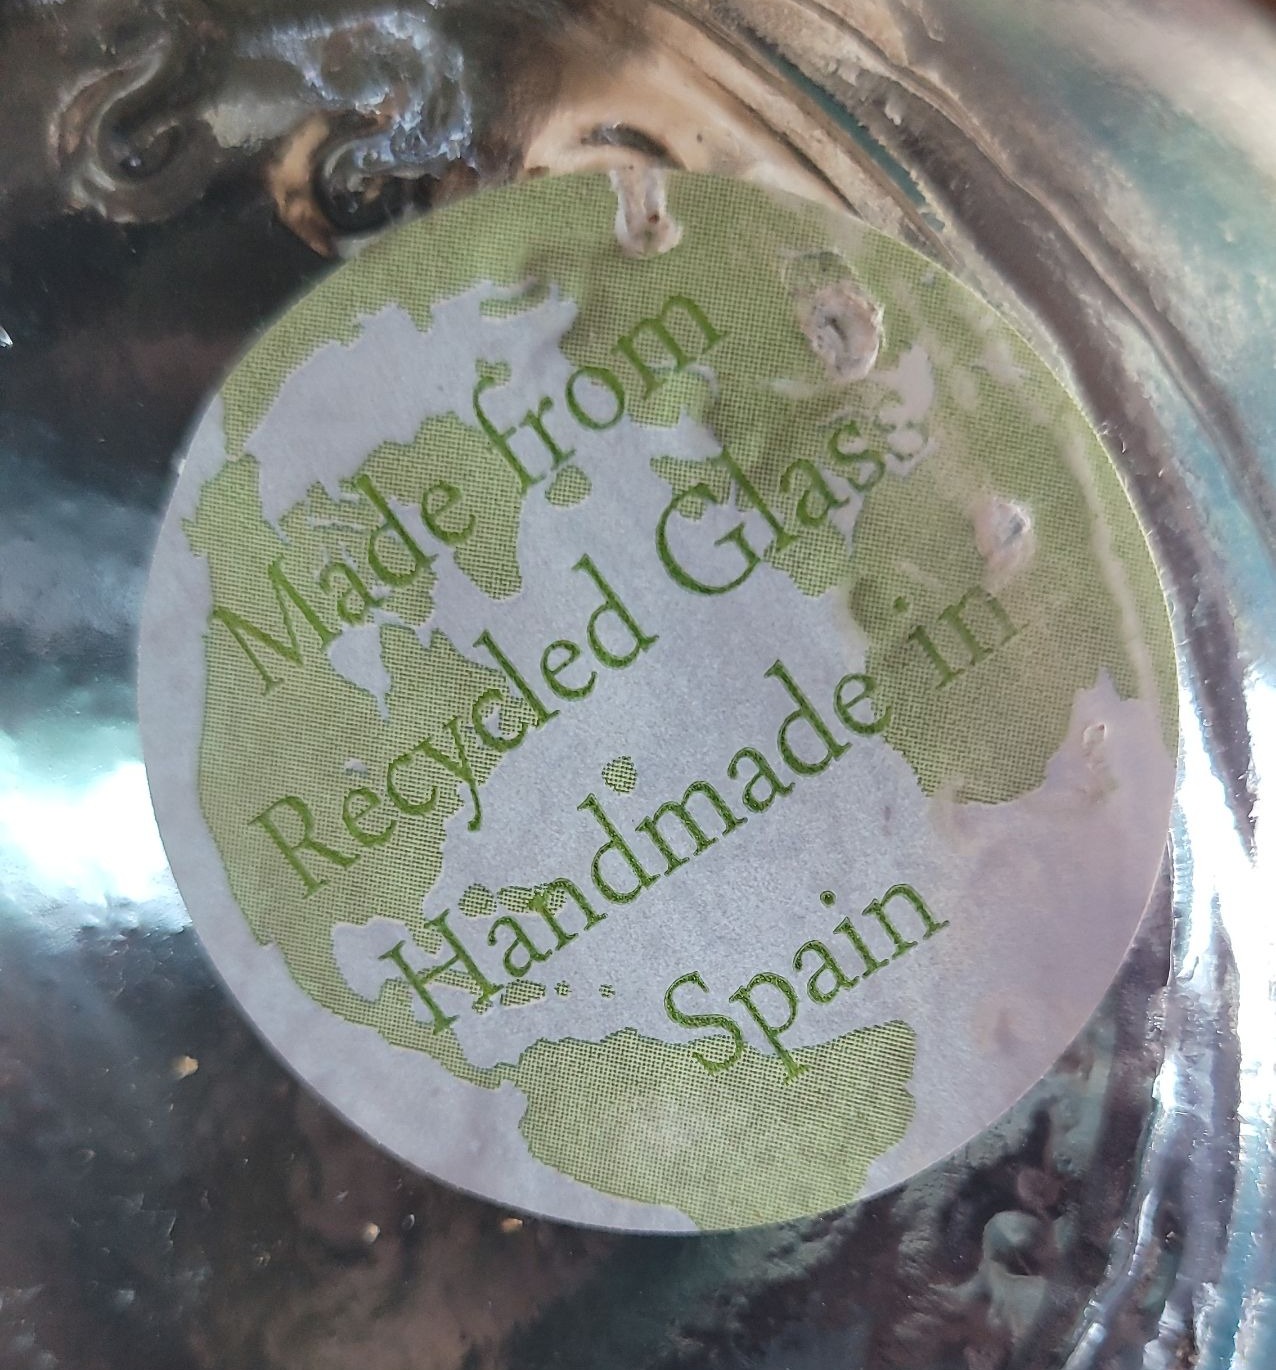 Made from
Recycled Glass
Handmade in
Spain